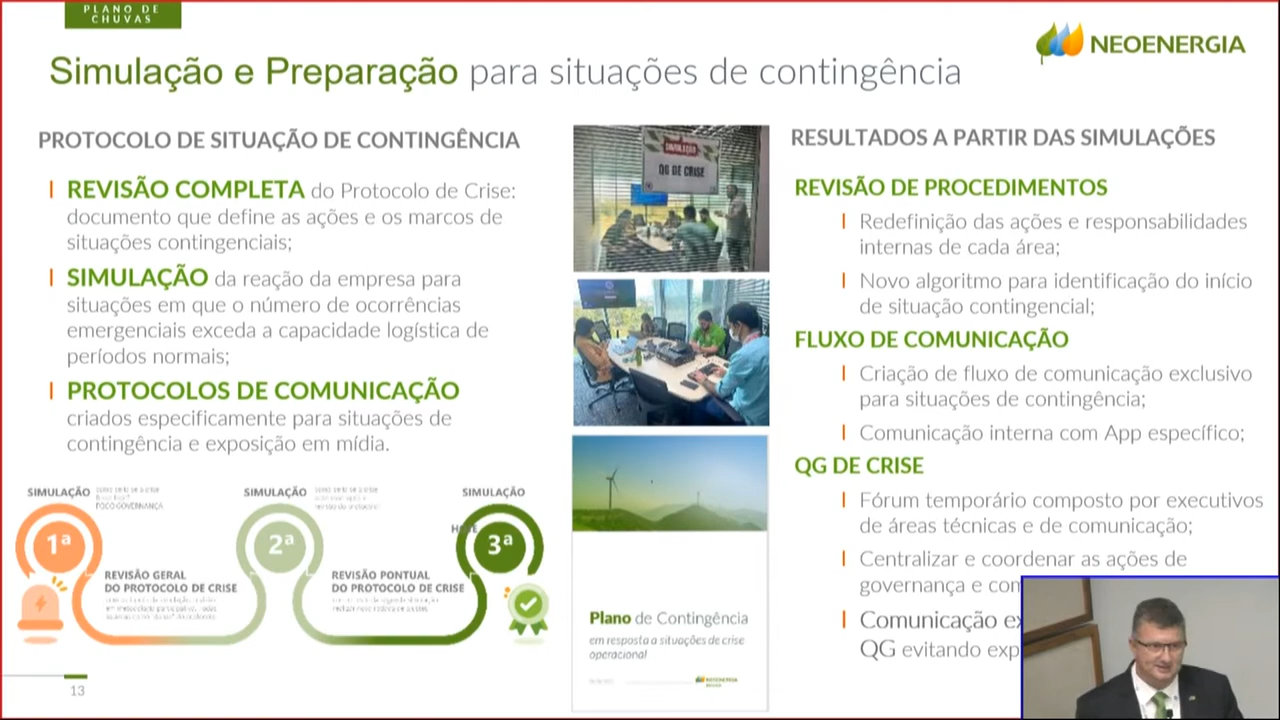 PLANO DE
CHUVAS
NEOENERGIA
Simulação e Preparação para situações de contingência
PROTOCOLO DE SITUAÇÃO DE CONTINGÊNCIA
REVISÃO COMPLETA do Protocolo de Crise:
documento que define as ações e os marcos de
situações contingenciais;
SIMULAÇÃO da reação da empresa para
situações em que o número de ocorrências
emergenciais exceda a capacidade logística de
períodos normais;
PROTOCOLOS DE COMUNICAÇÃO
criados especificamente para situações de
contingência e exposição em mídia.
SIMULAÇÃO
FOCO GOVERNANÇA
1ª
REVISÃO GERAL
DO PROTOCOLO DE CRISE
SIMULAÇÃO
2ª
REVISÃO PONTUAL
DO PROTOCOLO DE CRISE
SIMULAÇÃO
3ª
13
SIMULAÇÃO
QG DE CRISE
Plano de Contingência
em resposta a situações de crise
operacional
NEOENERGIA
RESULTADOS A PARTIR DAS SIMULAÇÕES
REVISÃO DE PROCEDIMENTOS
Redefinição das ações e responsabilidades
internas de cada área;
Novo algoritmo para identificação do início
de situação contingencial;
FLUXO DE COMUNICAÇÃO
Criação de fluxo de comunicação exclusivo
para situações de contingência;
Comunicação interna com App específico;
QG DE CRISE
Fórum temporário composto por executivos
de áreas técnicas e de comunicação;
Centralizar e coordenar as ações de
governança e com
Comunicação ex
QG evitando exp